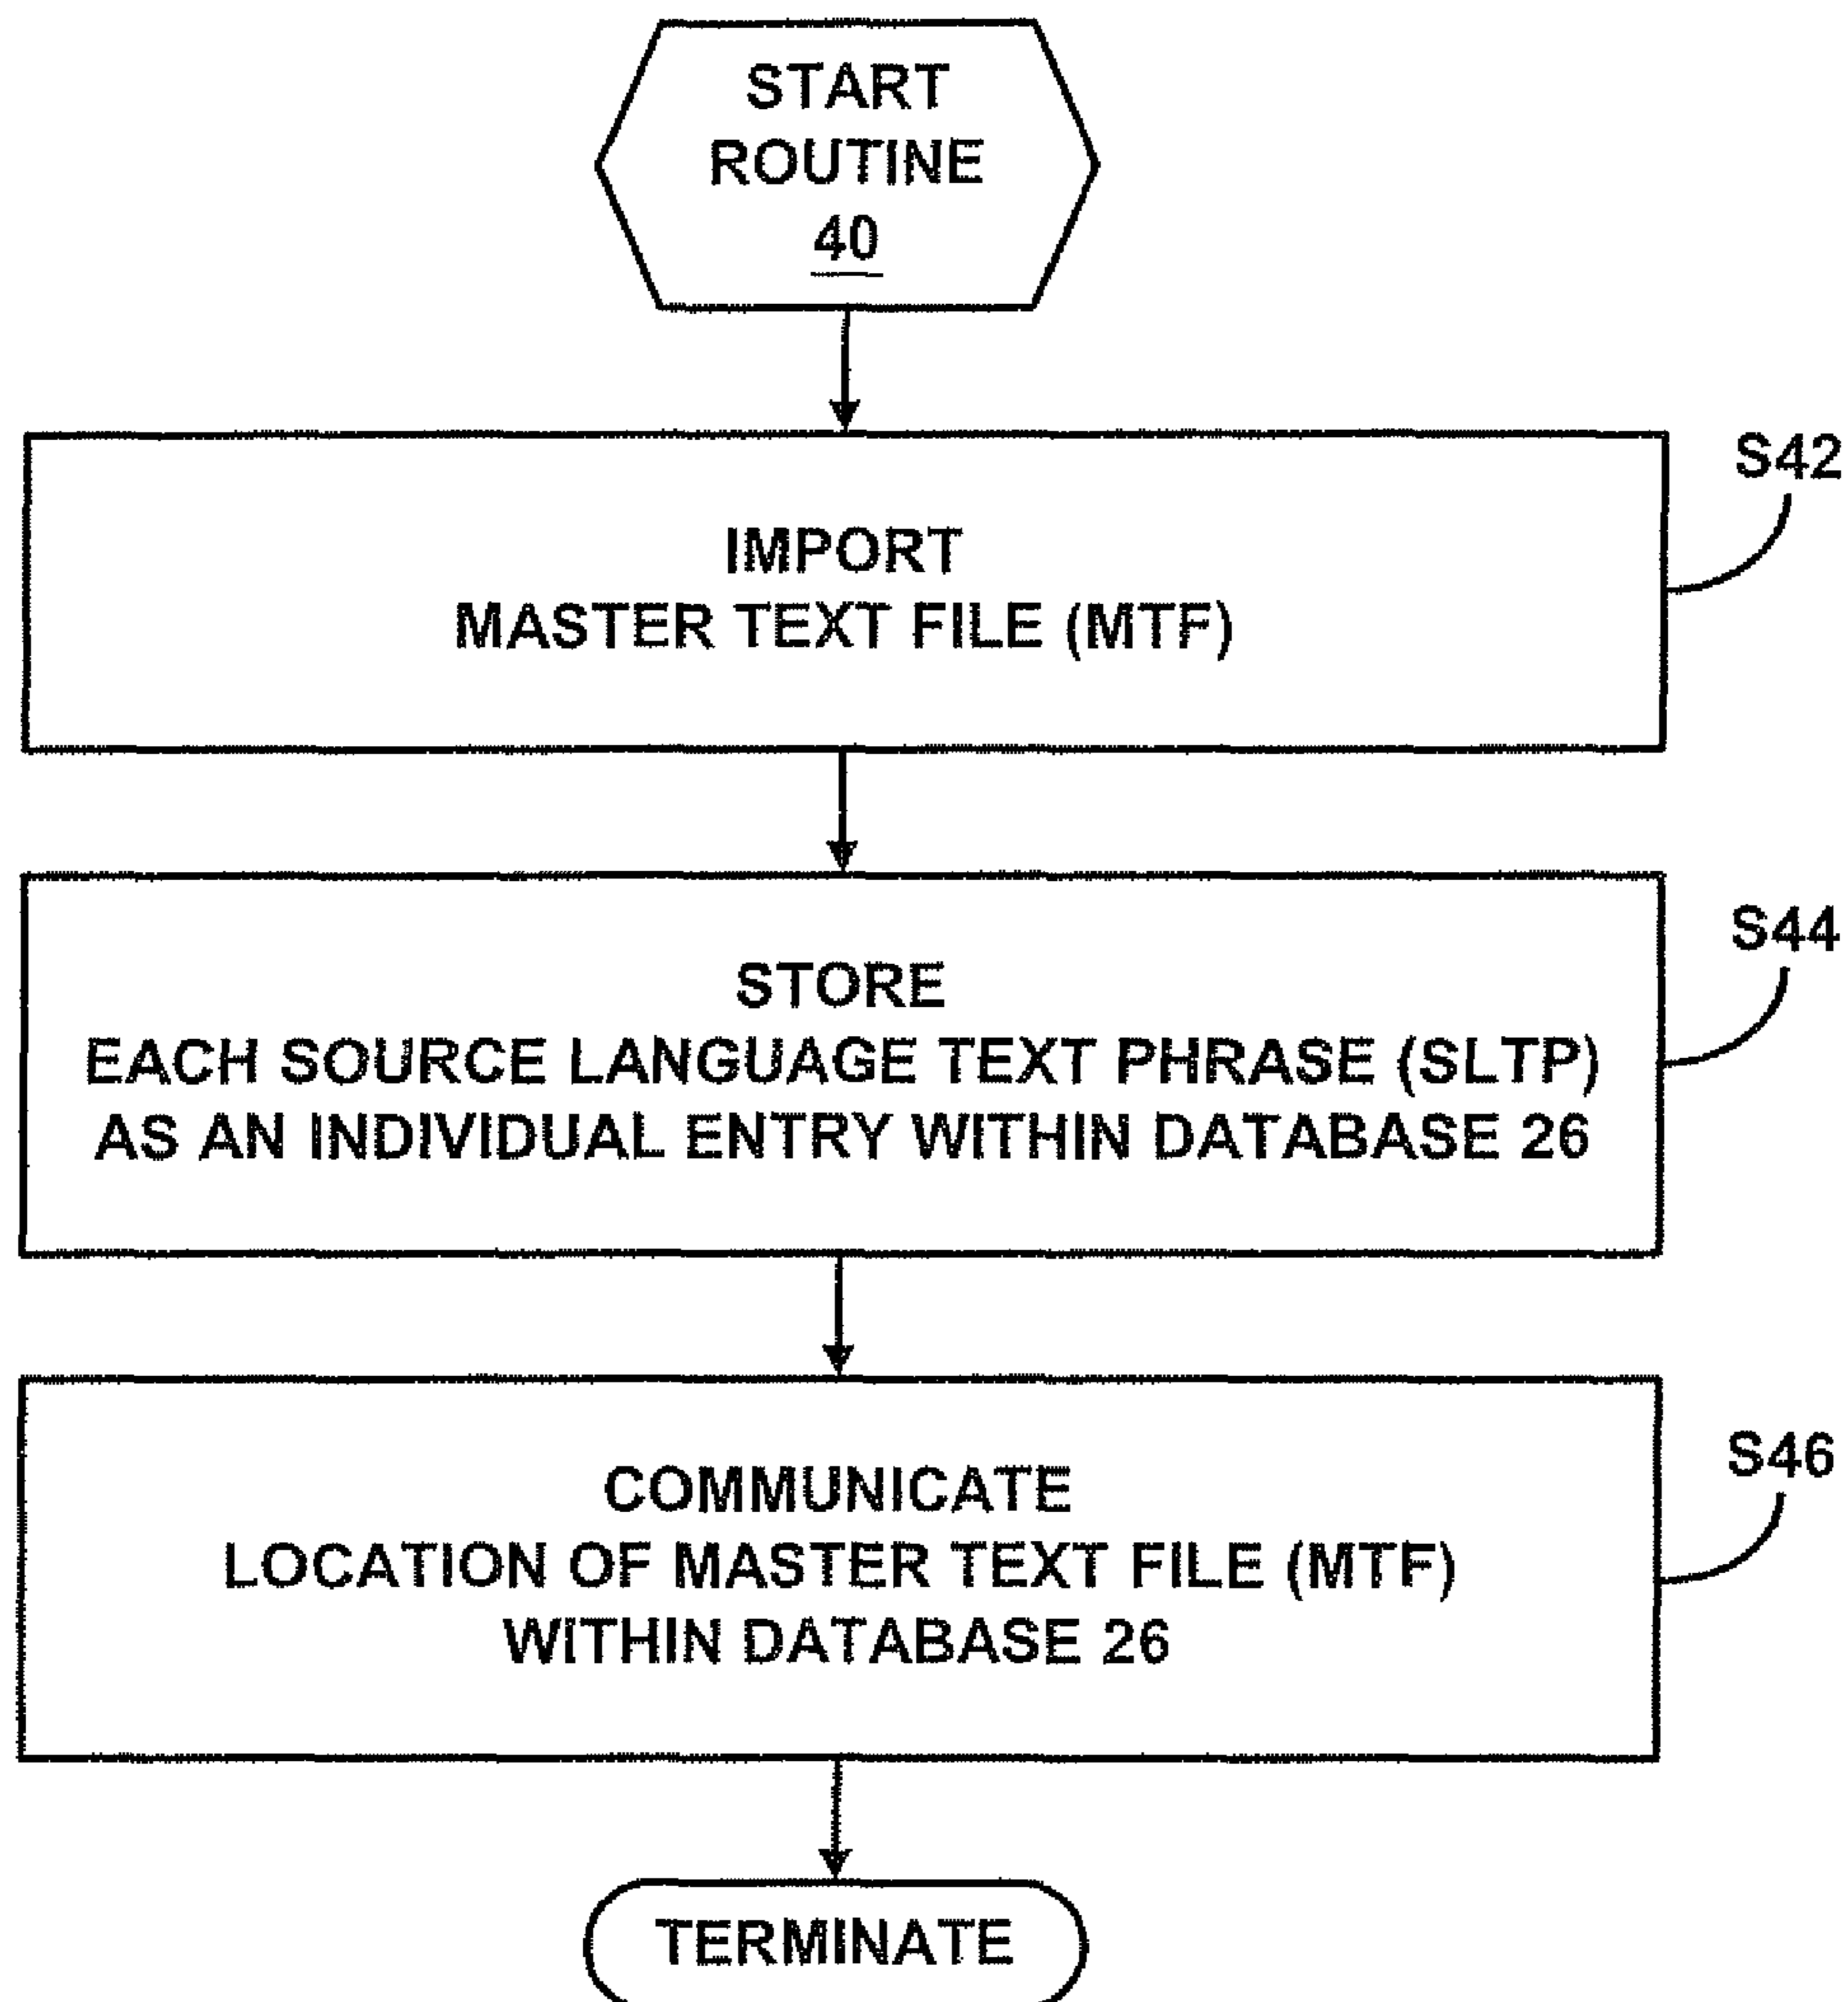 START
ROUTINE
40
S42
IMPORT
MASTER TEXT FILE (MTF)
S44
STORE
EACH SOURCE LANGUAGE TEXT PHRASE (SLTP)
AS AN INDIVIDUAL ENTRY WITHIN DATABASE 26
S46
COMMUNICATE
LOCATION OF MASTER TEXT FILE (MTF)
WITHIN DATABASE 26
TERMINATE